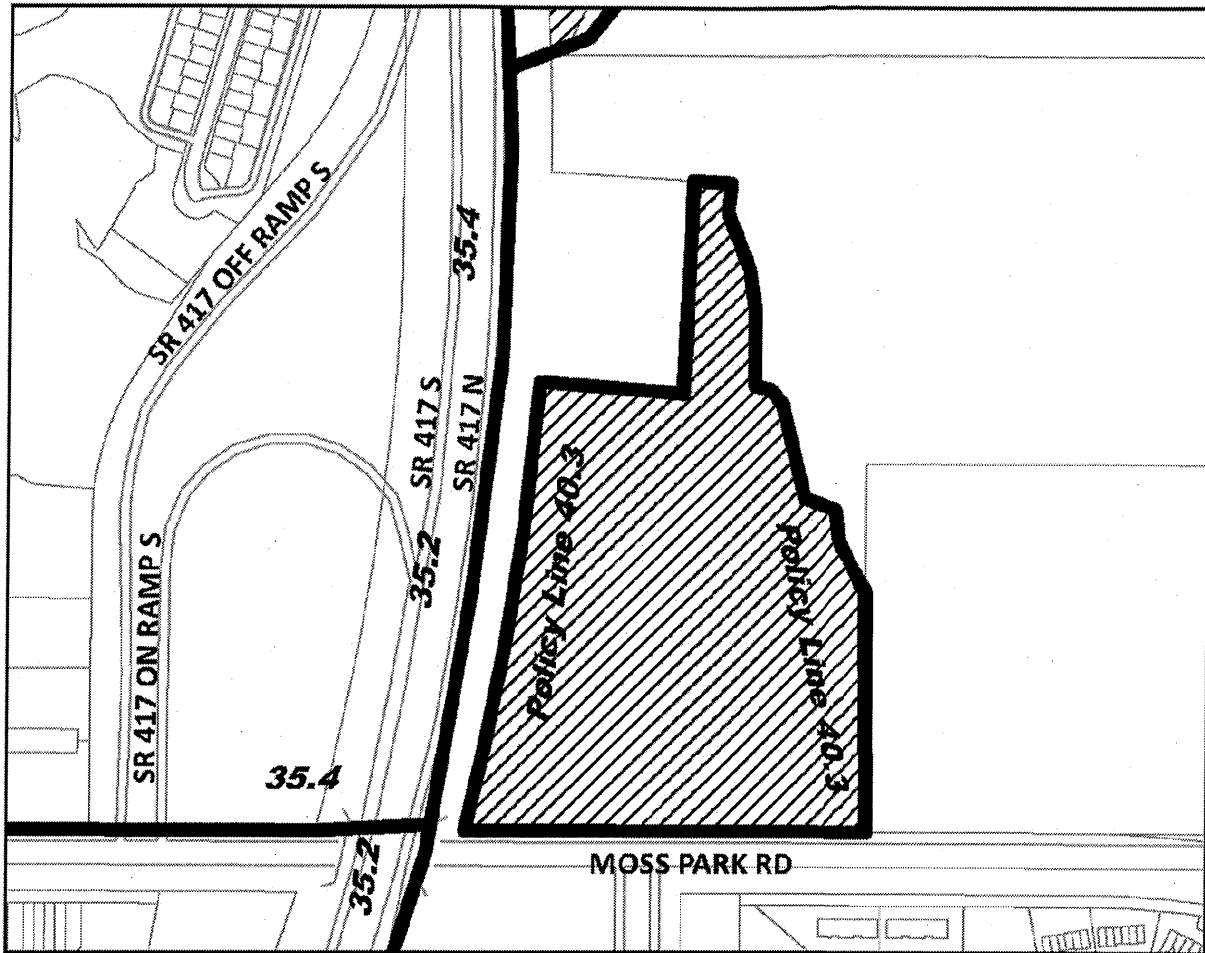 SR 417 OFF RAMP S
35.4
SR 417 S
SR 417 N
Policy Line 40.3
Policy Line 40.3
35.2
SR 417 ON RAMP S
35.4
35.2
MOSS PARK RD